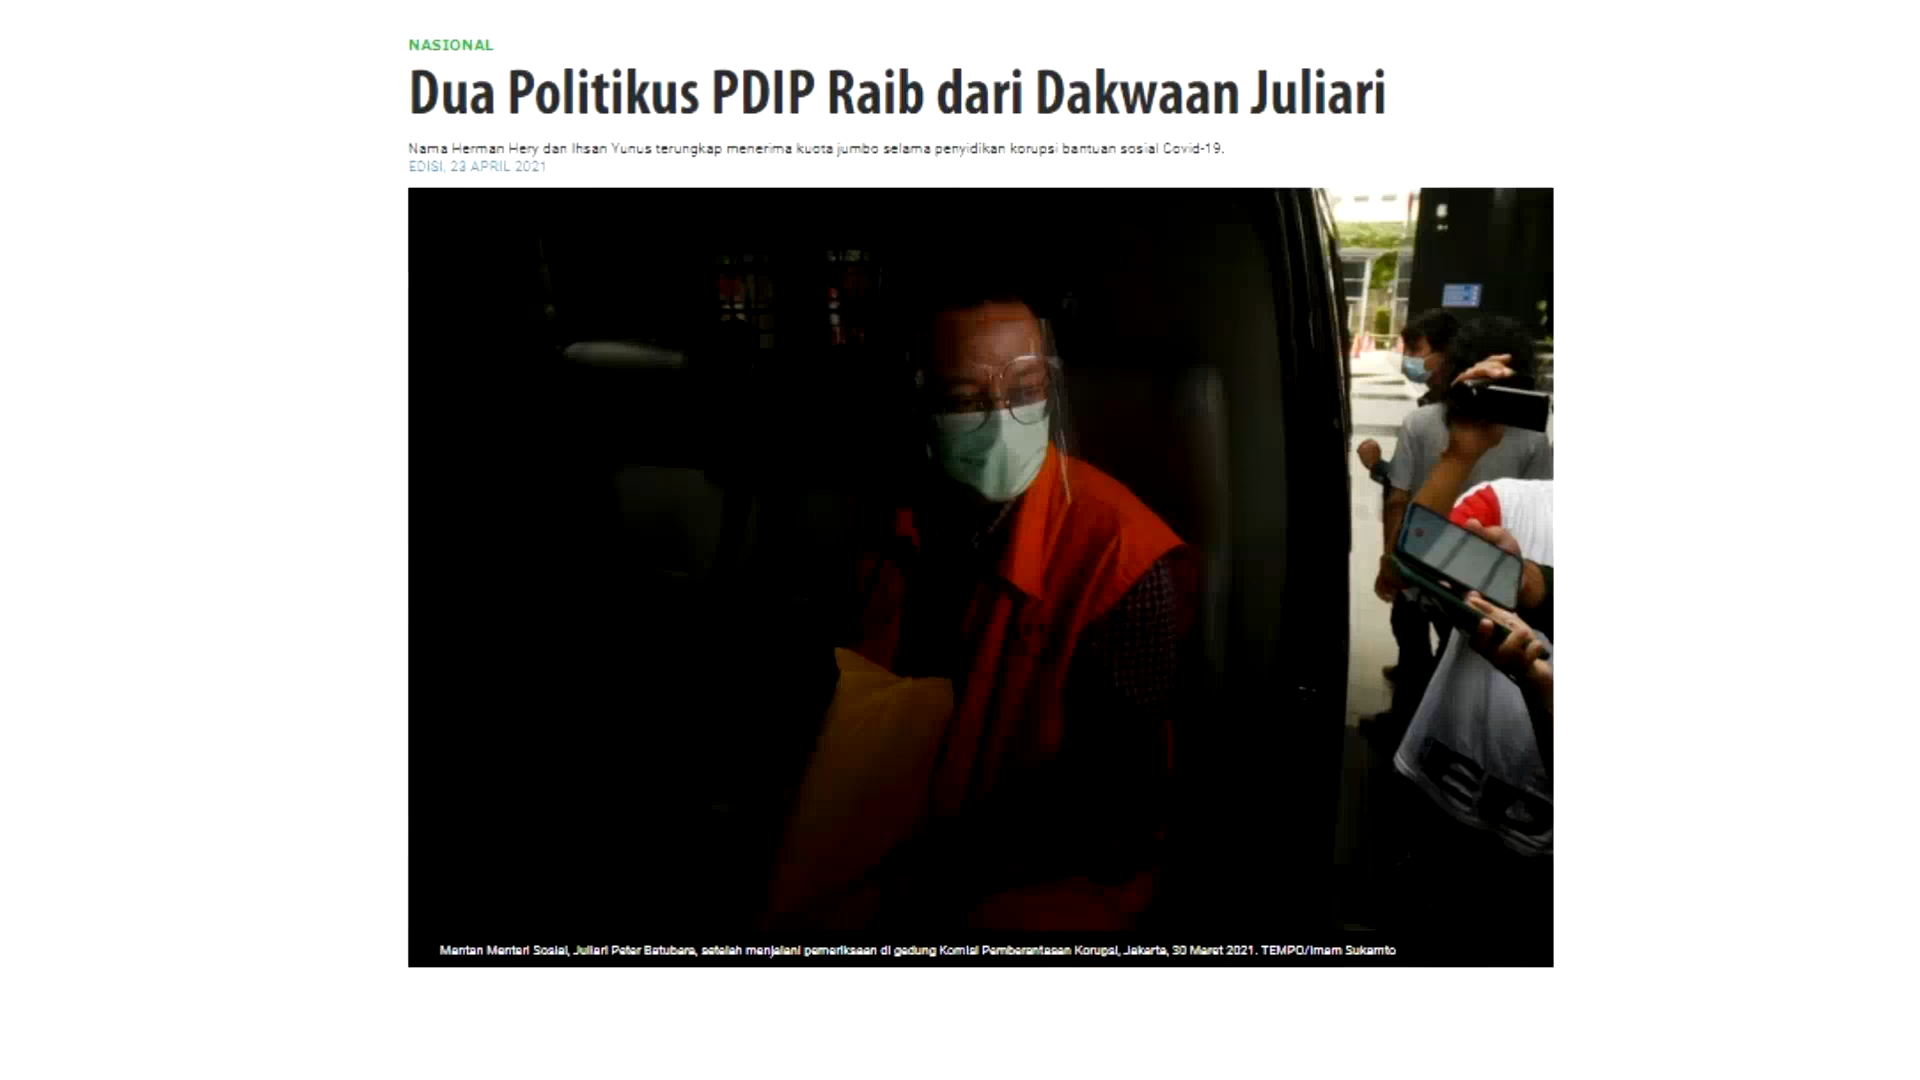 NASIONAL
Dua Politikus PDIP Raib dari Dakwaan Juliari
Nama Herman Hery dan Ihsan Yunus terungkap menerima kuota jumbo selama penyidikan korupsi bantuan sosial Covid-19.
EDISI, 23 APRIL 2021
Mantan Menteri Sosial, Juliari Peter Batubara, setelah menjalani pemeriksaan di gedung Komisi Pemberantasan Korupsi, Jakarta, 30 Maret 2021. TEMPO/Imam Sukamto